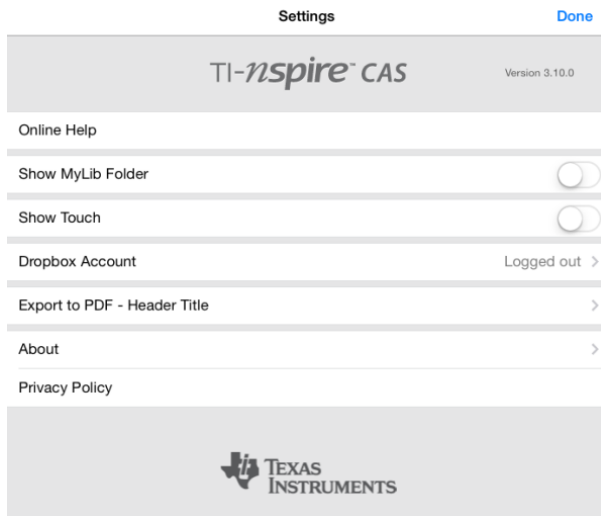 Settings
Done
TI-nspire™ CAS
Version 3.10.0
Online Help
Show MyLib Folder
Show Touch
Dropbox Account
Logged out >
Export to PDF - Header Title
>
About
>
Privacy Policy
TEXAS
INSTRUMENTS